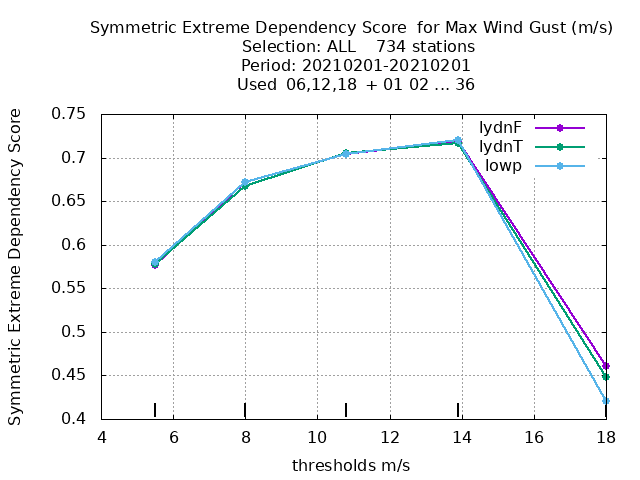 Symmetric Extreme Dependency Score for Max Wind Gust (m/s)
Selection: ALL 734 stations
Period: 20210201-20210201
Used 06,12,18 + 01 02 ... 36
Symmetric Extreme Dependency Score
0.75
0.7
0.65
0.6
0.55
0.5
0.45
0.4
lydnF
lydnT
lowp
4 6 8 10 12 14 16 18
thresholds m/s